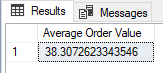 Results Messages
Average Order Value
1 38.3072623343546